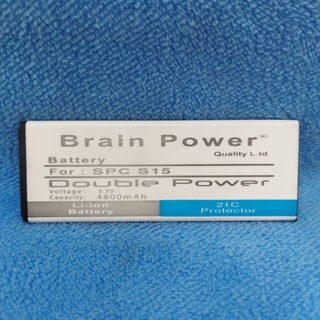 Brain Power®
Quality L.td
Battery
For : SPC S15
Double Power
Voltage: 3.7V
Capacity: 4800mAh
Li-ion
Battery
2IC
Protector